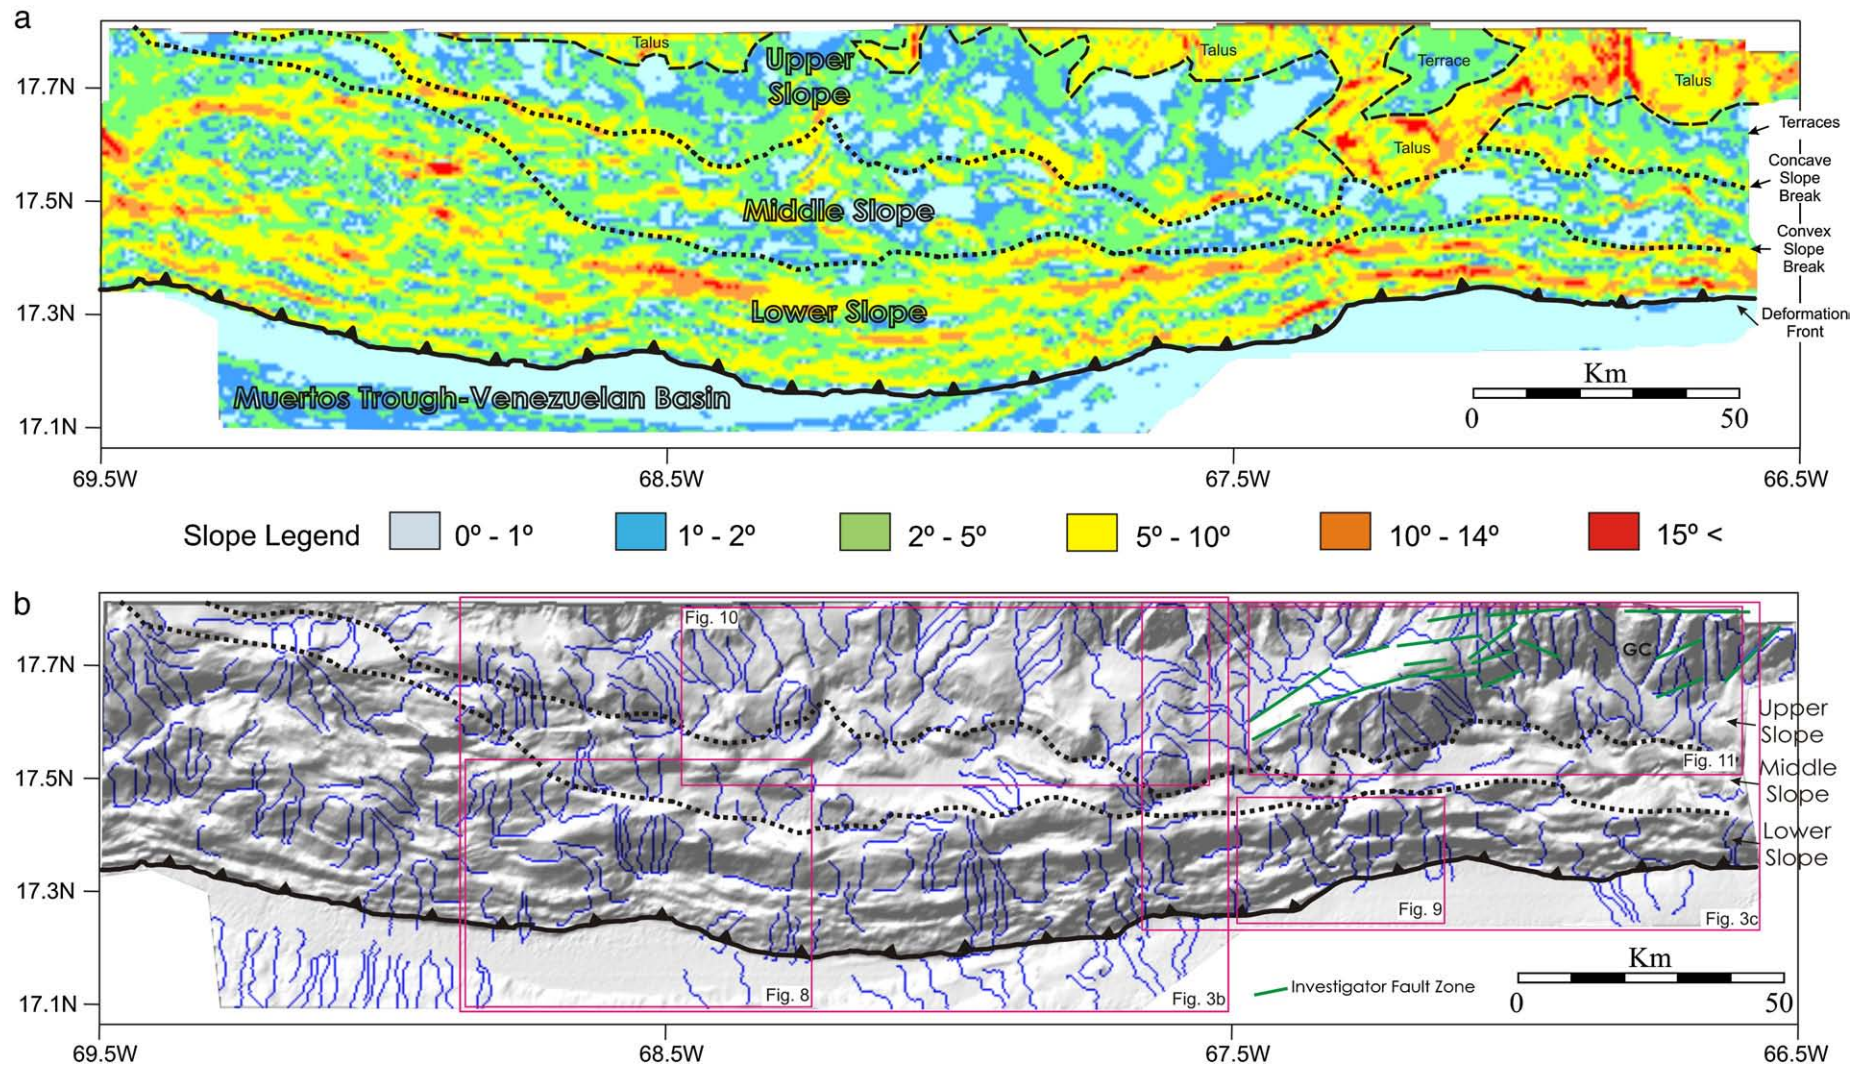 a
17.7N
17.5N
17.3N
17.1N
Talus
Upper
Slope
Talus
Terrace
Talus
Talus
Middle Slope
Lower Slope
Muertos Trough-Venezuelan Basin
Terraces
Concave
Slope
Break
Convex
Slope
Break
Deformation
Front
Km
0 50
69.5W 68.5W 67.5W 66.5W
Slope Legend 0º - 1º 1º - 2º 2º - 5º 5º - 10º 10º - 14º 15º <
b
17.7N
17.5N
17.3N
17.1N
Fig. 10
GC
Upper
Slope
Fig. 11
Middle
Slope
Lower
Slope
Fig. 9
Fig. 3c
Fig. 8
Fig. 3b
Investigator Fault Zone
Km
0 50
69.5W 68.5W 67.5W 66.5W